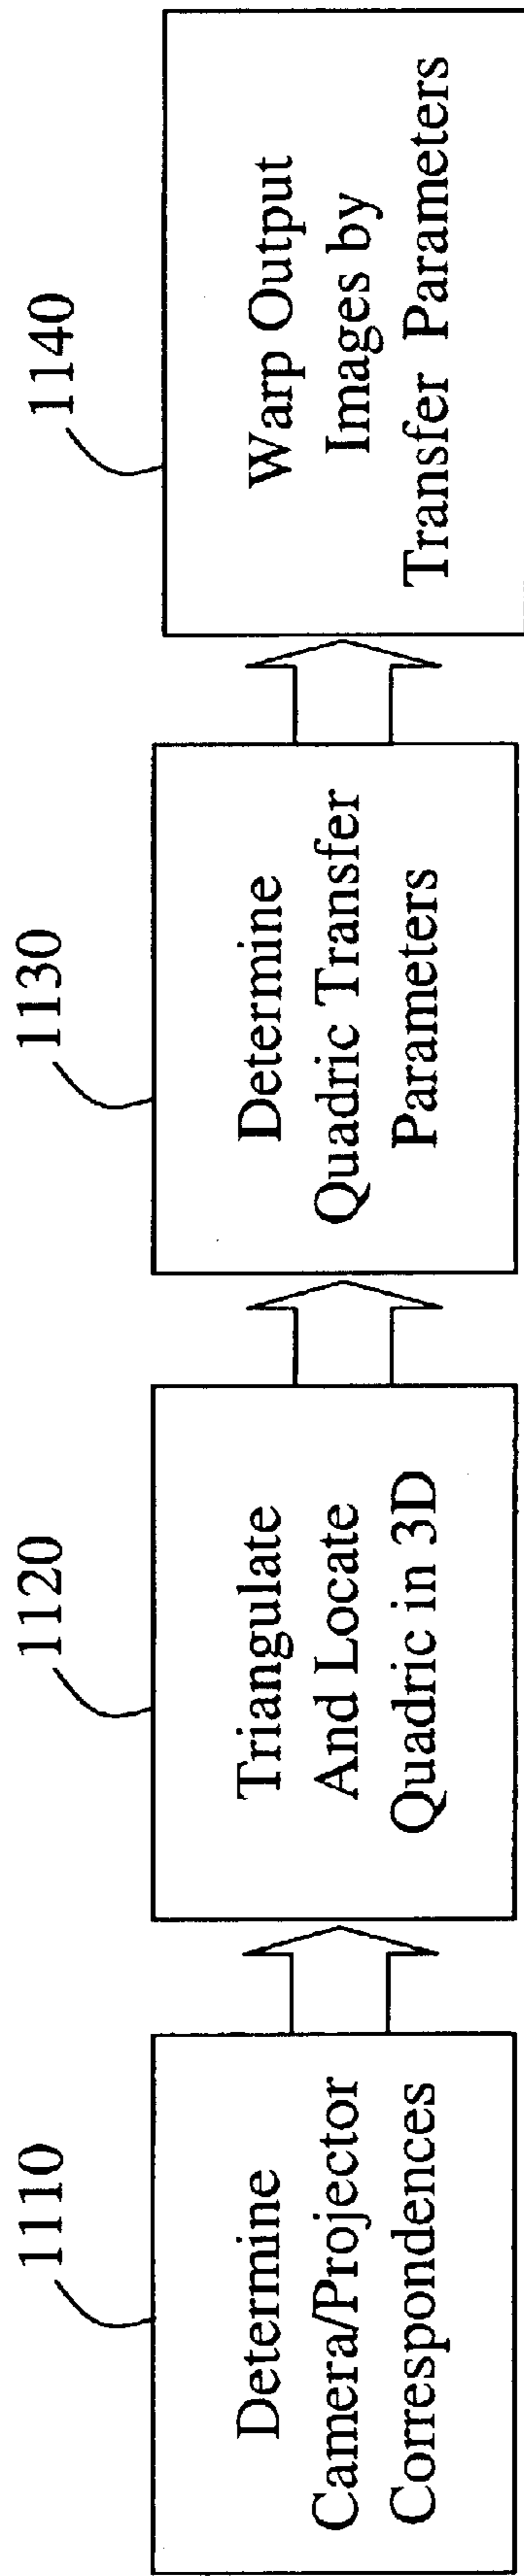 1110
Determine
Camera/Projector
Correspondences
1120
Triangulate
And Locate
Quadric in 3D
1130
Determine
Quadric Transfer
Parameters
1140
Warp Output
Images by
Transfer Parameters